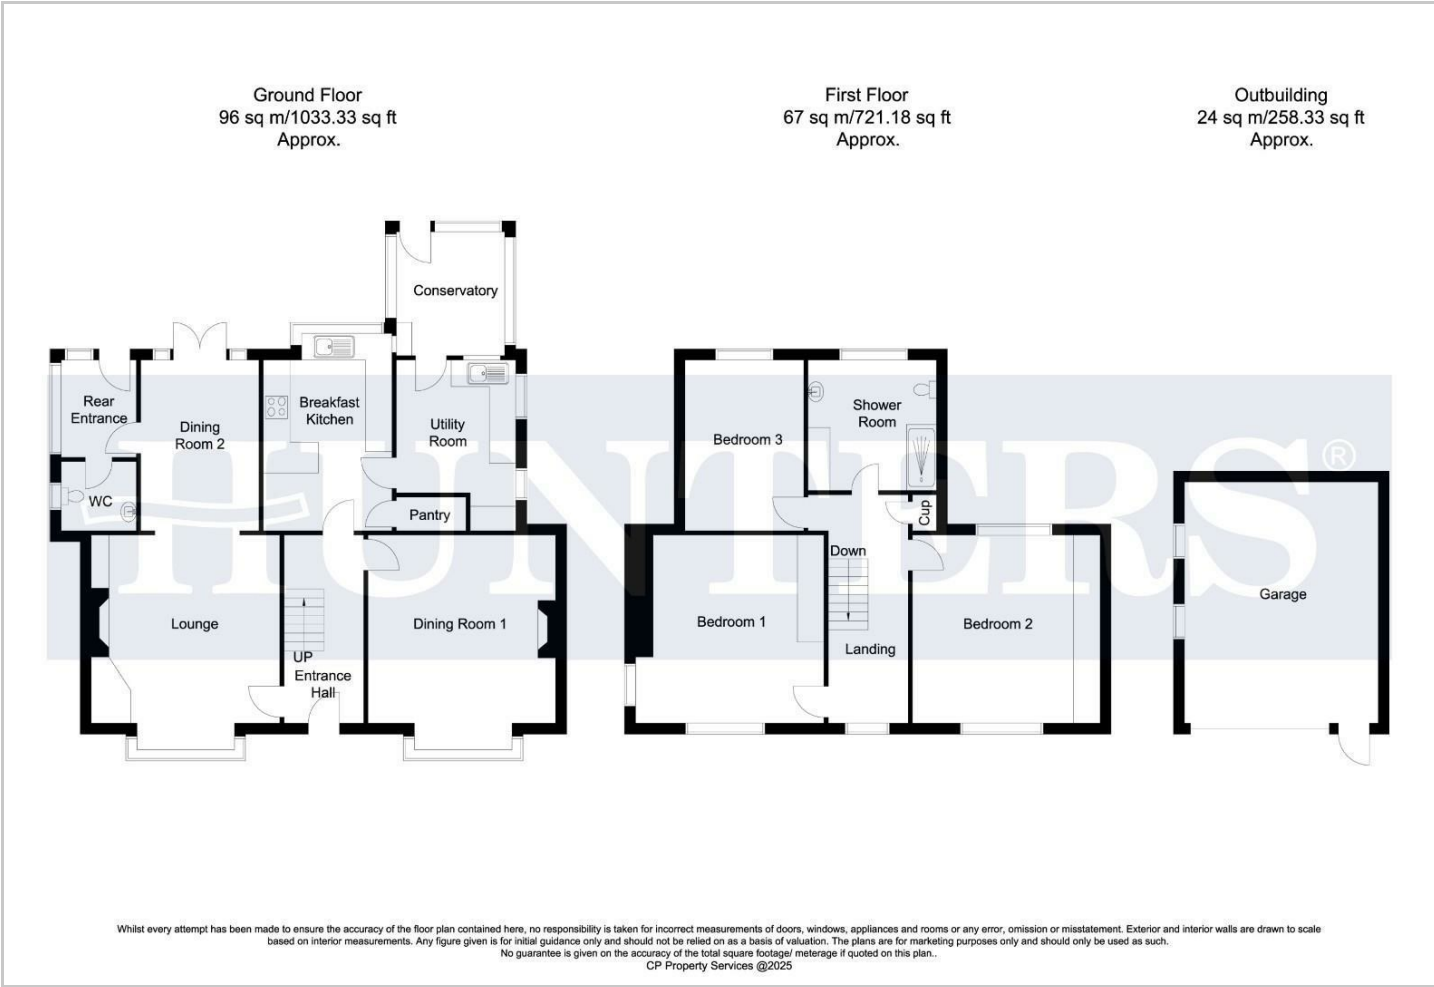 Ground Floor
96 sq m/1033.33 sq ft
Approx.
First Floor
67 sq m/721.18 sq ft
Approx.
Outbuilding
24 sq m/258.33 sq ft
Approx.
Conservatory
Rear
Entrance
Dining
Room 2
Breakfast
Kitchen
Utility
Room
WC
Pantry
Lounge
UP
Entrance
Hall
Dining Room 1
Bedroom 3
Shower
Room
Cup
Down
Bedroom 1
Landing
Bedroom 2
Garage
HUNTERS®
Whilst every attempt has been made to ensure the accuracy of the floor plan contained here, no responsibility is taken for incorrect measurements of doors, windows, appliances and rooms or any error, omission or misstatement. Exterior and interior walls are drawn to scale
based on interior measurements. Any figure given is for initial guidance only and should not be relied on as a basis of valuation. The plans are for marketing purposes only and should only be used as such.
No guarantee is given on the accuracy of the total square footage/ meterage if quoted on this plan..
CP Property Services @2025